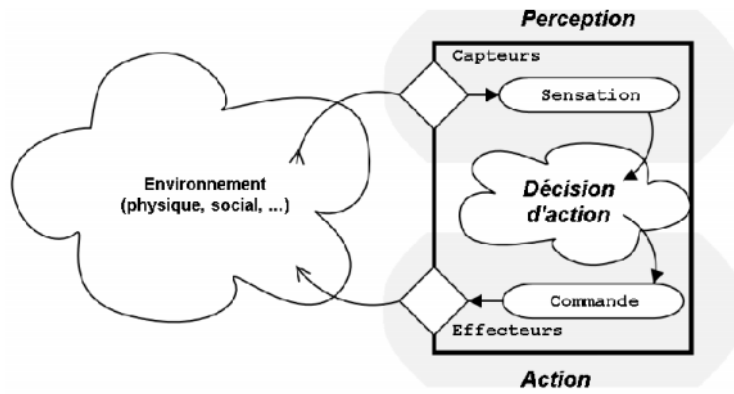 Perception
Capteurs
Sensation
Environnement
(physique, social, ...)
Décision
d'action
Commande
Effecteurs
Action